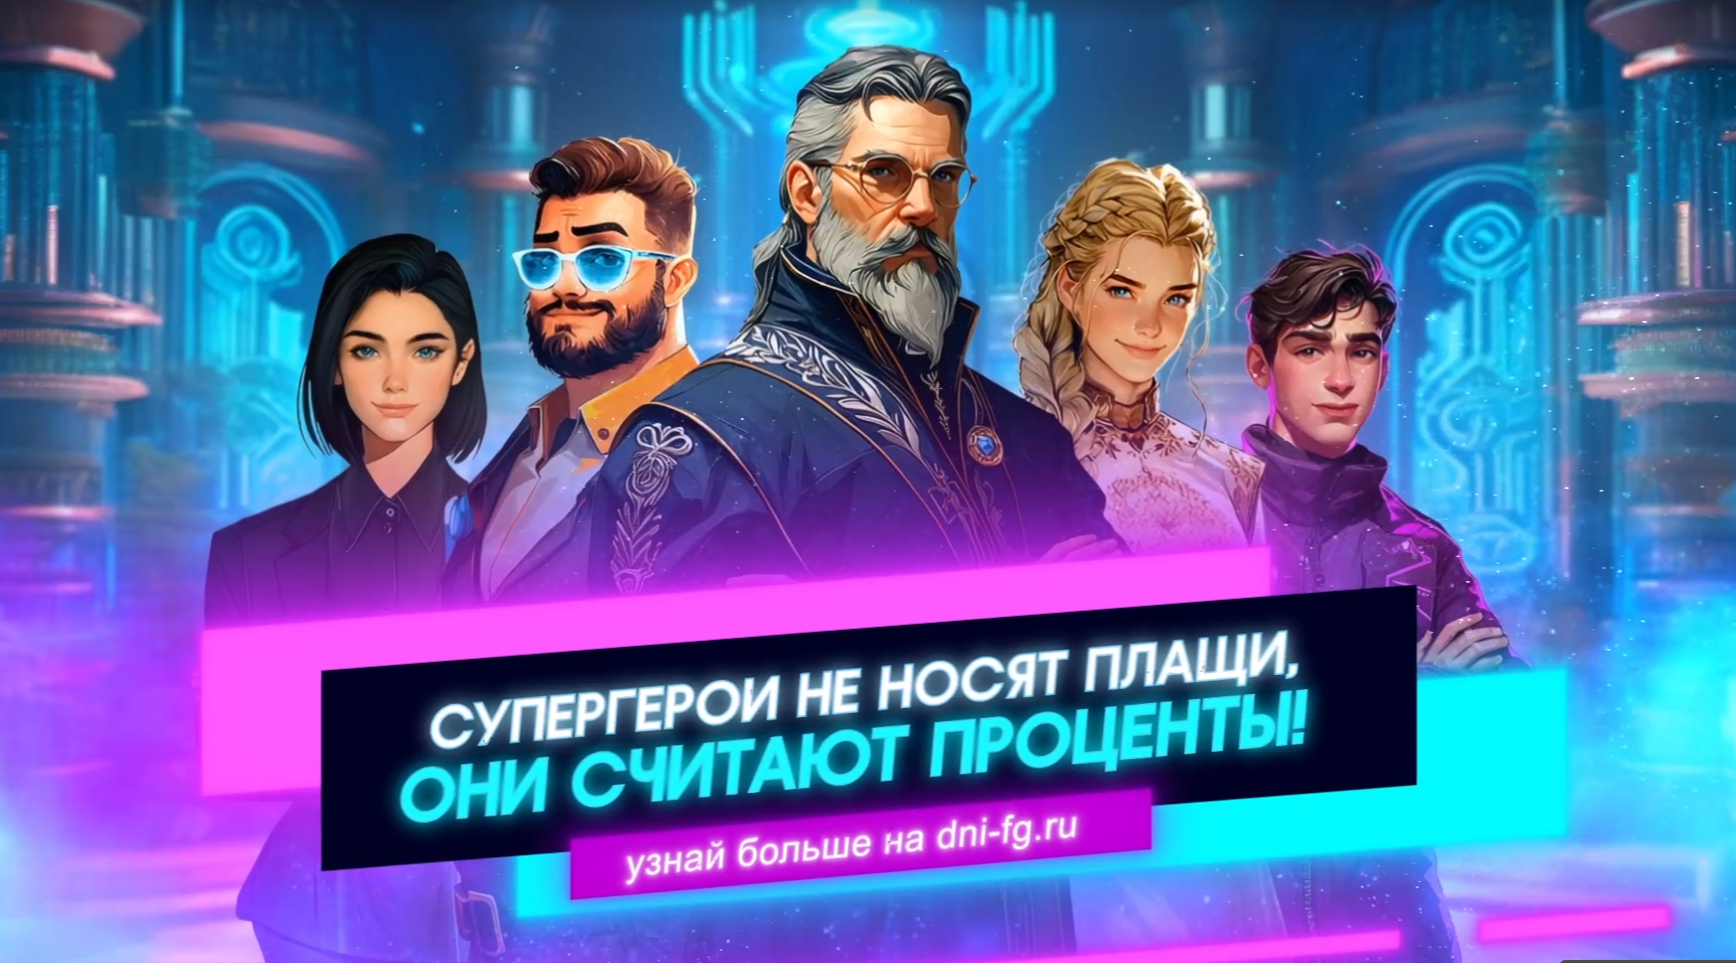 СУПЕРГЕРОИ НЕ НОСЯТ ПЛАЩИ,
ОНИ СЧИТАЮТ ПРОЦЕНТЫ!
узнай больше на dni-fg.ru